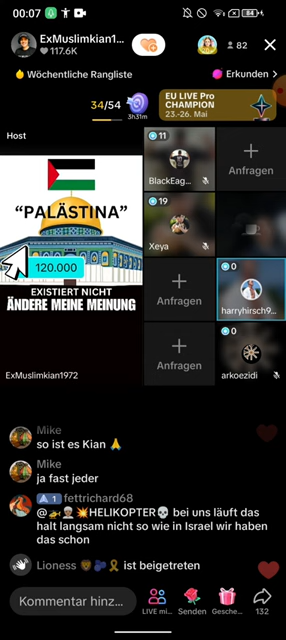 00:07
84
ExMuslimkian1...
117.6K
82
Wöchentliche Rangliste
Erkunden >
34/54
3h31m
EU LIVE Pro
CHAMPION
23.-26. Mai
Host
“PALÄSTINA”
120.000
EXISTIERT NICHT
ÄNDERE MEINE MEINUNG
ExMuslimkian1972
11
BlackEag...
Anfragen
19
Xeya
Anfragen
0
harryhirsch9...
Anfragen
0
arkoezidi
Mike
so ist es Kian 🙏
Mike
ja fast jeder
1 fettrichard68
HELIKOPTER💀 bei uns läuft das
halt langsam nicht so wie in Israel wir haben
das schon
Lioness ist beigetreten
Kommentar hinz...
LIVE mi...
Senden
Gesche...
132